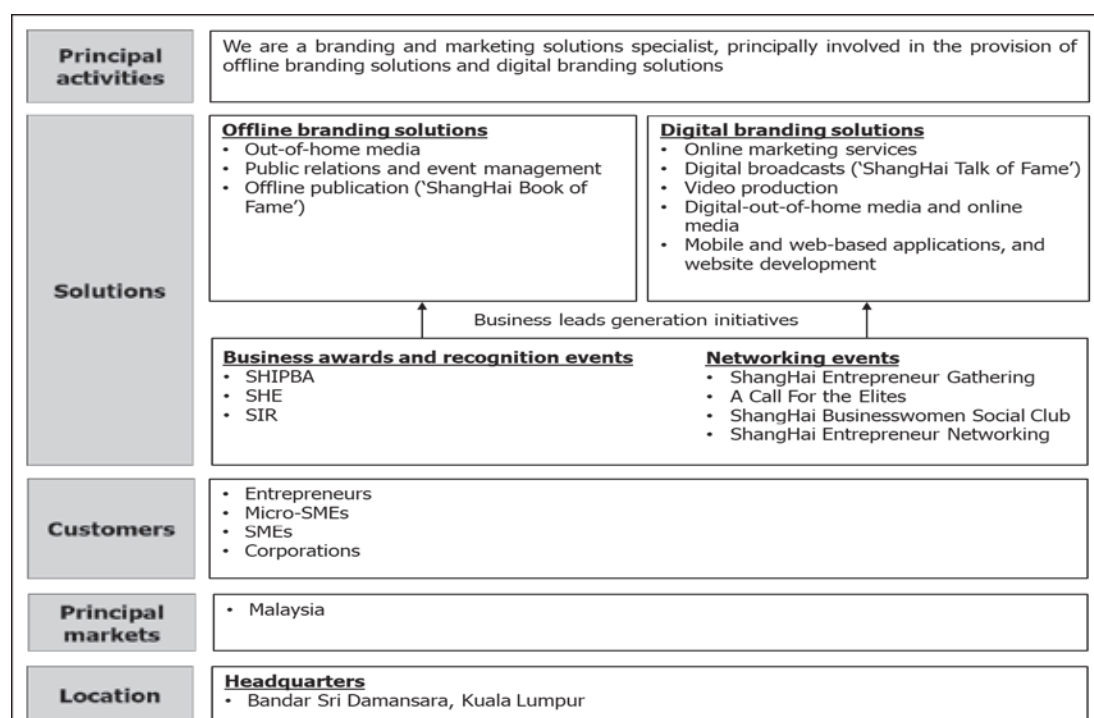 Principal
activities
We are a branding and marketing solutions specialist, principally involved in the provision of
offline branding solutions and digital branding solutions
Solutions
Offline branding solutions
• Out-of-home media
• Public relations and event management
• Offline publication (‘ShangHai Book of
Fame’)
Digital branding solutions
• Online marketing services
• Digital broadcasts (‘ShangHai Talk of Fame’)
• Video production
• Digital-out-of-home media and online
media
• Mobile and web-based applications, and
website development
Business leads generation initiatives
Business awards and recognition events
• SHIPBA
• SHE
• SIR
Networking events
• ShangHai Entrepreneur Gathering
• A Call For the Elites
• ShangHai Businesswomen Social Club
• ShangHai Entrepreneur Networking
Customers
• Entrepreneurs
• Micro-SMEs
• SMEs
• Corporations
Principal
markets
• Malaysia
Location
Headquarters
• Bandar Sri Damansara, Kuala Lumpur